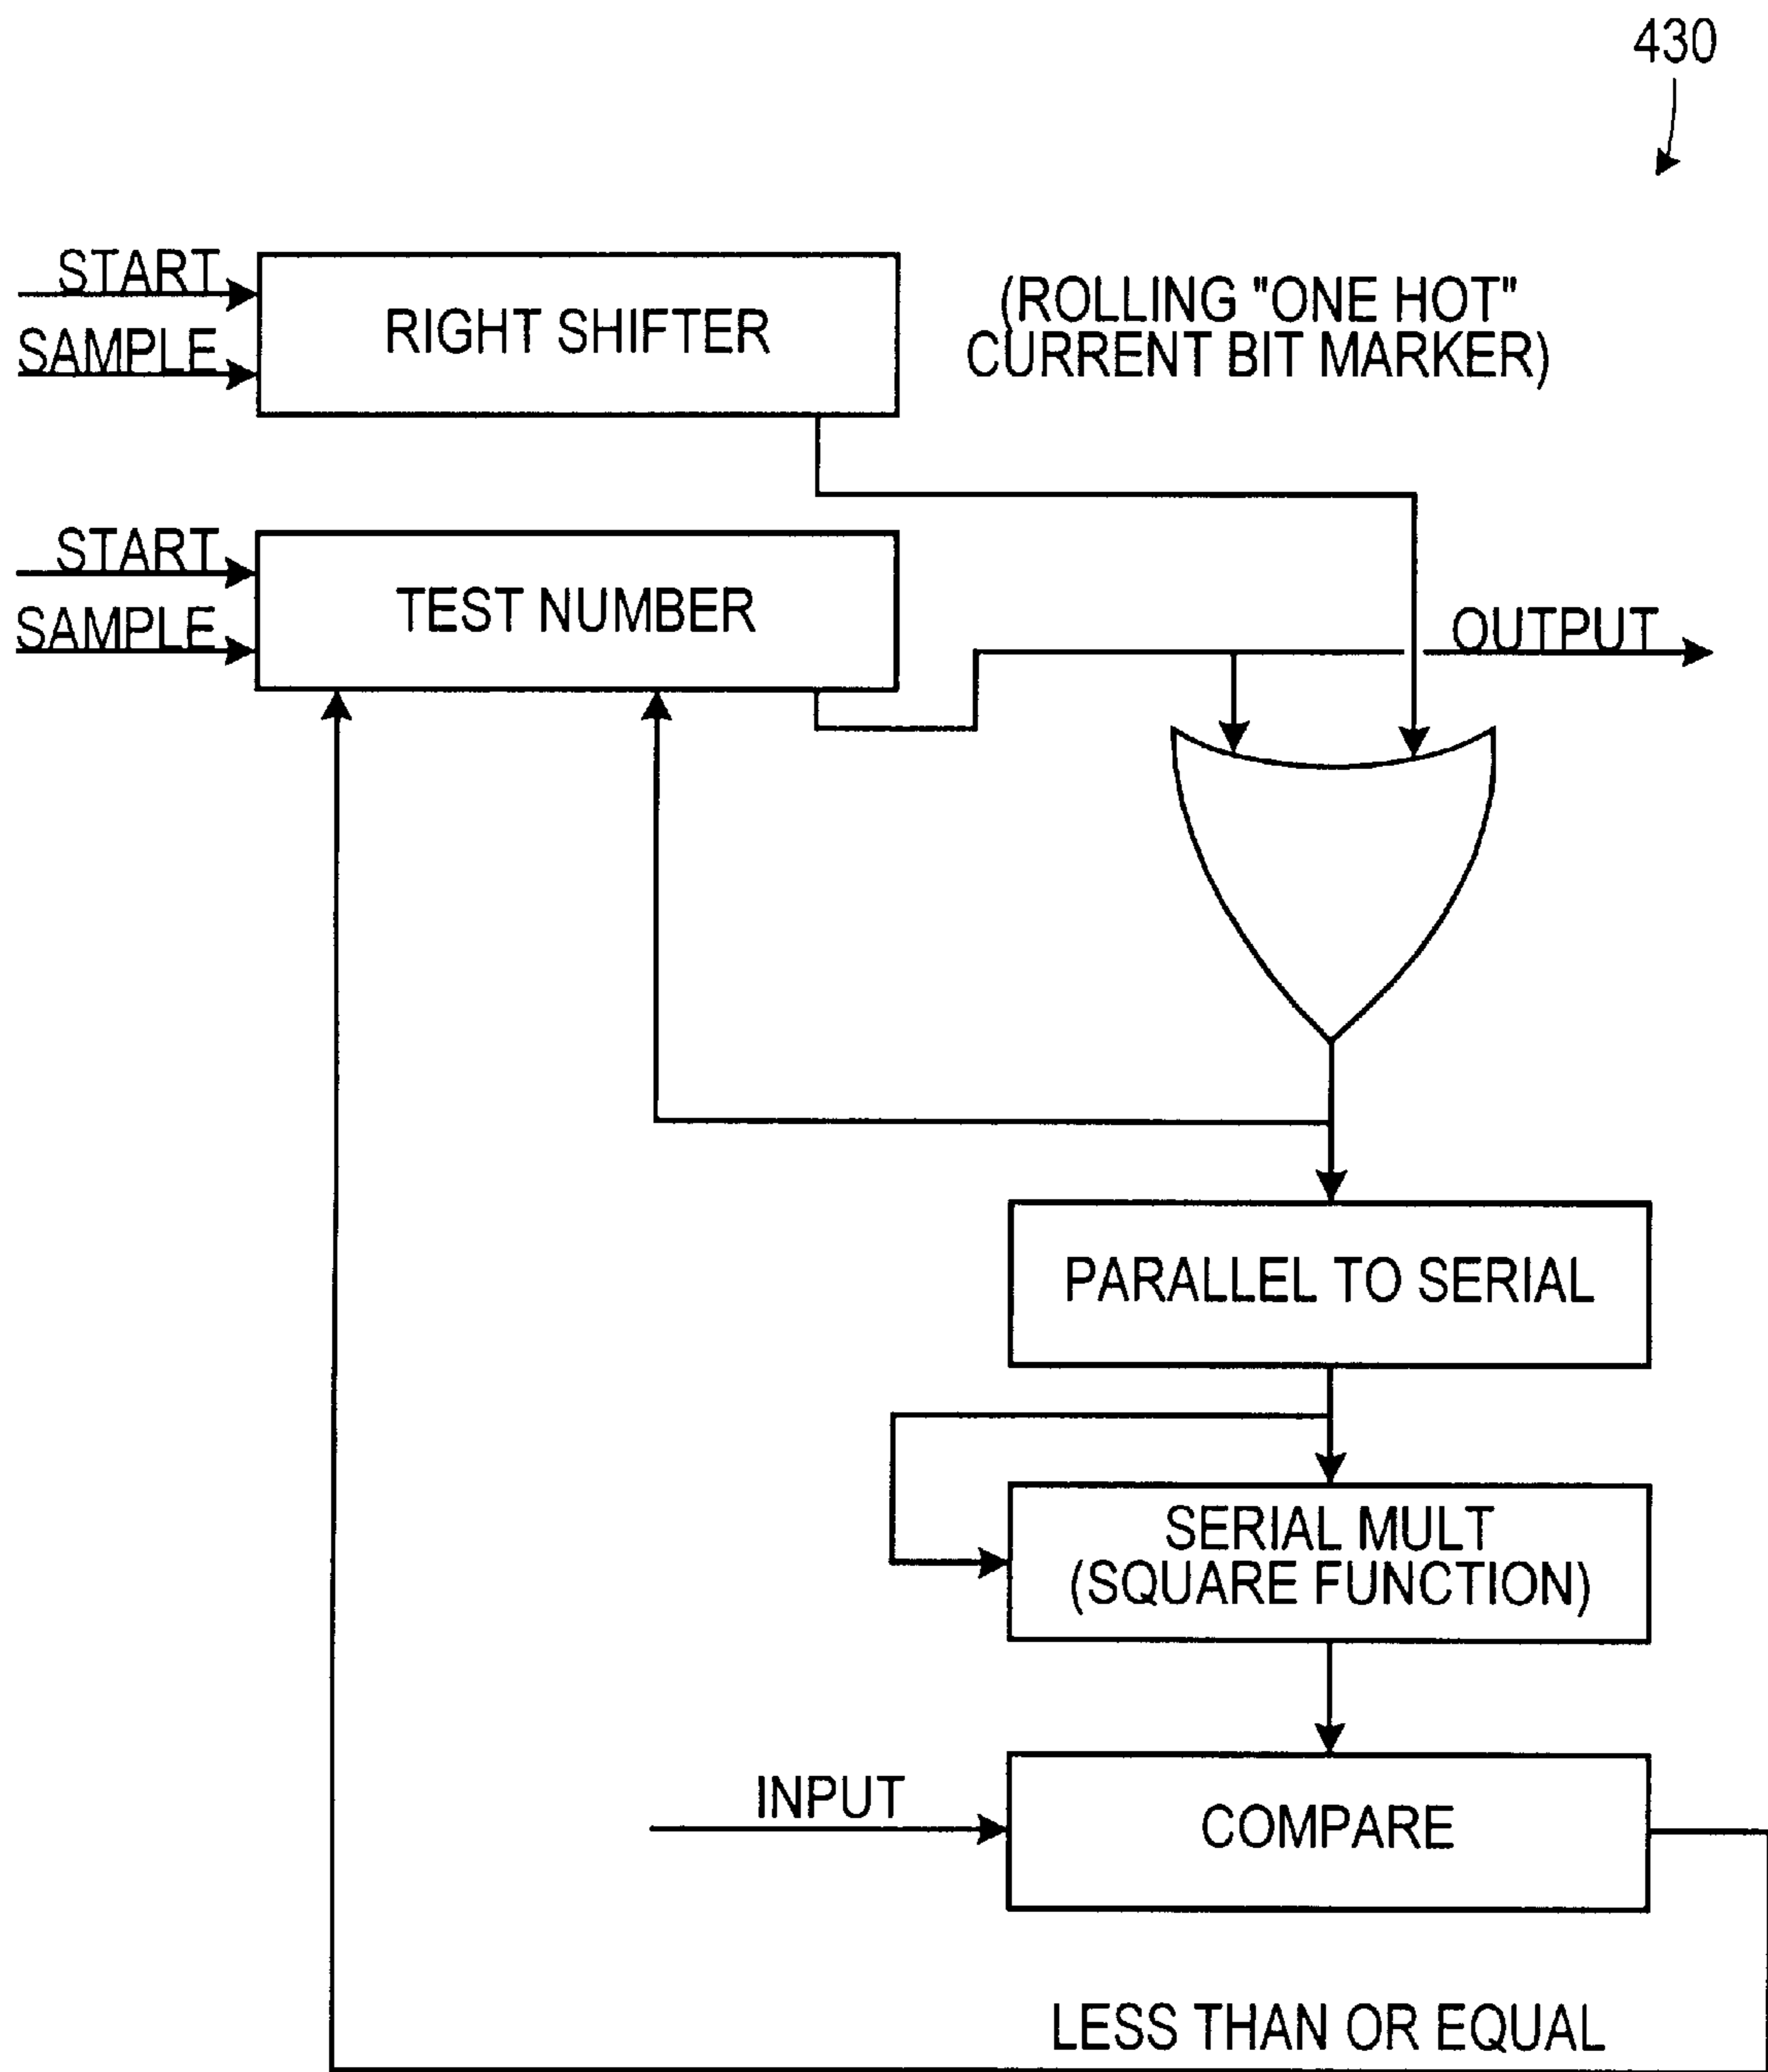 430
START
SAMPLE
RIGHT SHIFTER
(ROLLING "ONE HOT"
CURRENT BIT MARKER)
START
SAMPLE
TEST NUMBER
OUTPUT
PARALLEL TO SERIAL
SERIAL MULT
(SQUARE FUNCTION)
INPUT
COMPARE
LESS THAN OR EQUAL